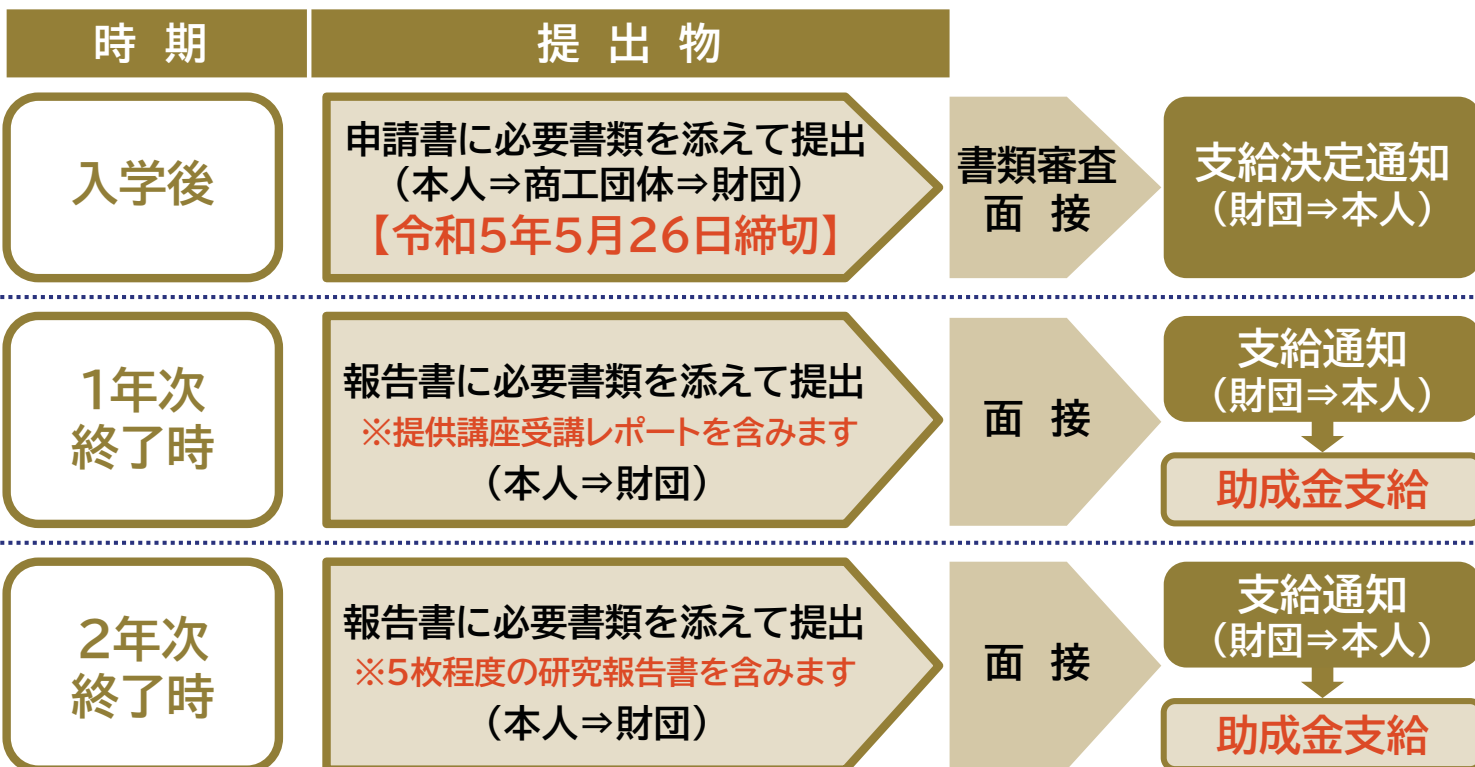 時 期
提 出 物
入学後
申請書に必要書類を添えて提出
（本人⇒商工団体⇒財団）
【令和5年5月26日締切】
書類審査
面 接
支給決定通知
（財団⇒本人）
1年次
終了時
報告書に必要書類を添えて提出
※提供講座受講レポートを含みます
（本人⇒財団）
面 接
支給通知
（財団⇒本人）
助成金支給
2年次
終了時
報告書に必要書類を添えて提出
※5枚程度の研究報告書を含みます
（本人⇒財団）
面 接
支給通知
（財団⇒本人）
助成金支給